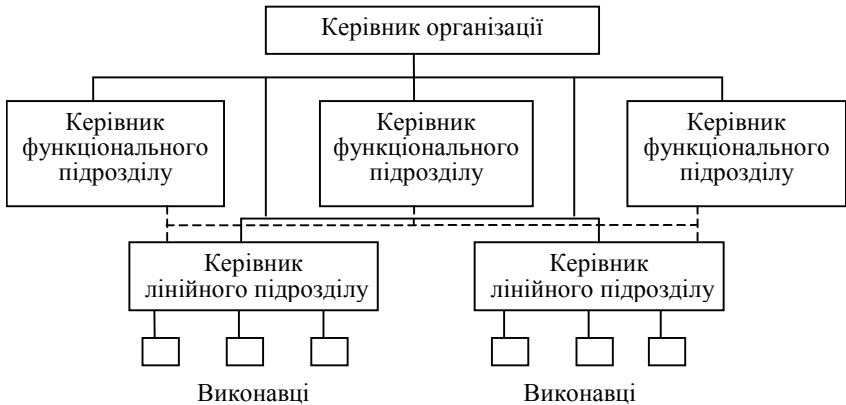 Керівник організації
Керівник
функціонального
підрозділу
Керівник
функціонального
підрозділу
Керівник
функціонального
підрозділу
Керівник
лінійного підрозділу
Керівник
лінійного підрозділу
Виконавці
Виконавці